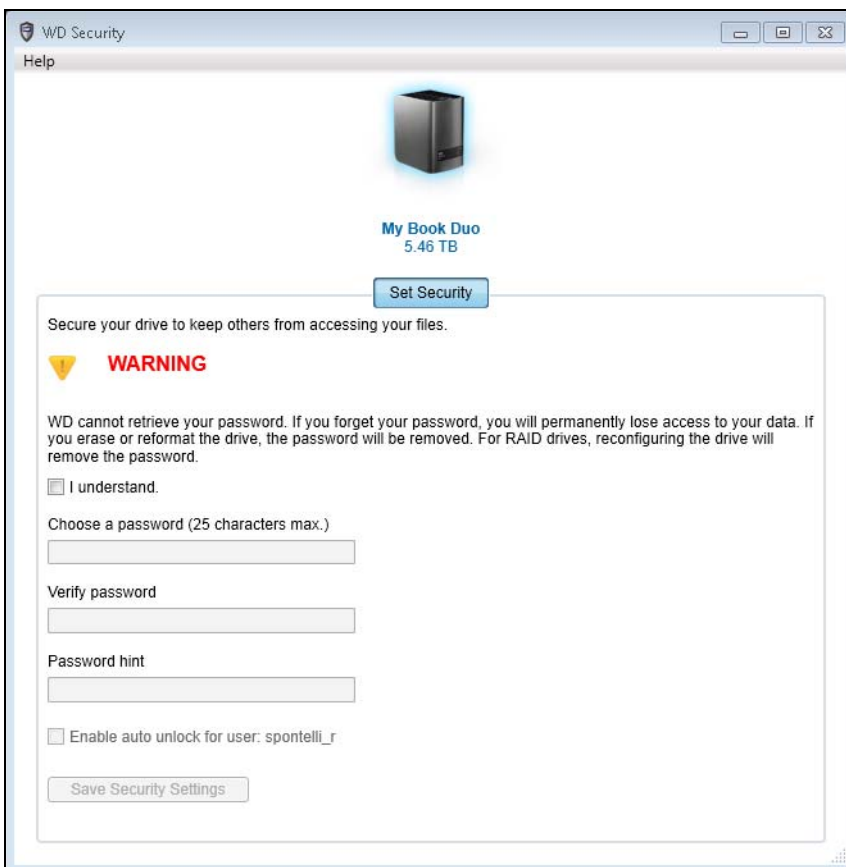 WD Security
Help
My Book Duo
5.46 TB
Set Security
Secure your drive to keep others from accessing your files.
WARNING
WD cannot retrieve your password. If you forget your password, you will permanently lose access to your data. If
you erase or reformat the drive, the password will be removed. For RAID drives, reconfiguring the drive will
remove the password.
I understand.
Choose a password (25 characters max.)
Verify password
Password hint
Enable auto unlock for user: spontelli_r
Save Security Settings